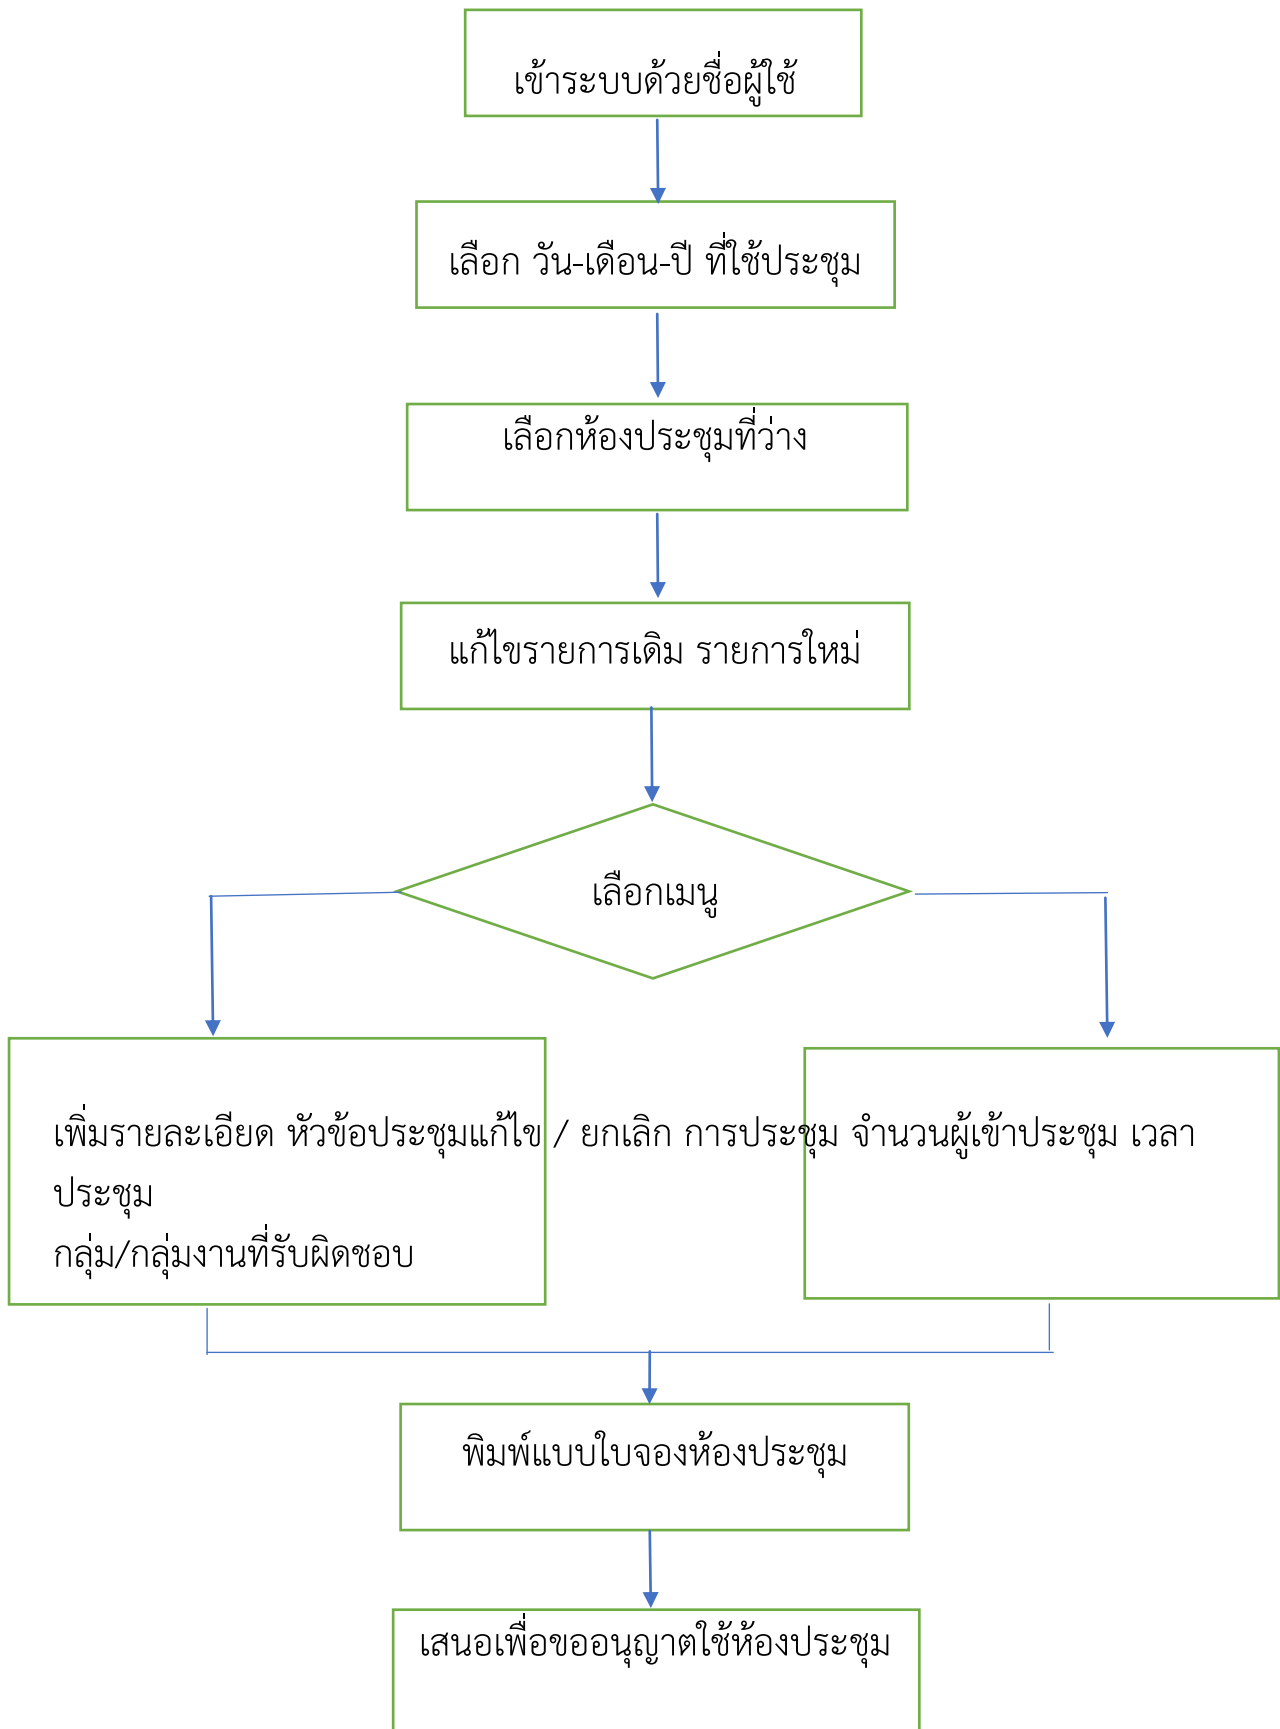 เข้าระบบด้วยชื่อผู้ใช้
เลือก วัน-เดือน-ปี ที่ใช้ประชุม
เลือกห้องประชุมที่ว่าง
แก้ไขรายการเดิม รายการใหม่
เลือกเมนู
เพิ่มรายละเอียด หัวข้อประชุมแก้ไข / ยกเลิก การประชุม จำนวนผู้เข้าประชุม เวลา
ประชุม
กลุ่ม/กลุ่มงานที่รับผิดชอบ
พิมพ์แบบใบจองห้องประชุม
เสนอเพื่อขออนุญาตใช้ห้องประชุม